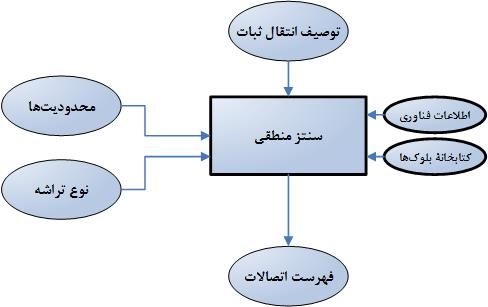 توصیف انتقال ثبات
محدودیت‌ها
اطلاعات فناوری
سنتز منطقی
کتابخانهٔ بلوک‌ها
نوع تراشه
فهرست اتصالات